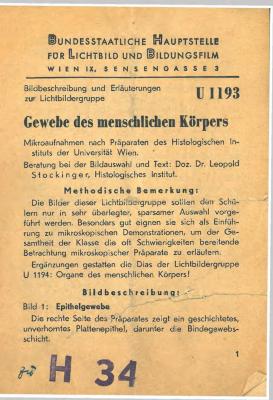 BUNDESSTAATLICHE HAUPTSTELLE
FÜR LICHTBILD UND BILDUNGSFILM
WIEN IX, SENSENGASSE 3
Bildbeschreibung und Erläuterungen
zur Lichtbildergruppe
U 1193
Gewebe des menschlichen Körpers
Mikroaufnahmen nach Präparaten des Histologischen In-
stituts der Universität Wien.
Beratung bei der Bildauswahl und Text: Doz. Dr. Leopold
Stockinger, Histologisches Institut.
Methodische Bemerkung:
Die Bilder dieser Lichtbildergruppe sollen den Schü-
lern nur in sehr überlegter, sparsamer Auswahl vorge-
führt werden. Besonders gut eignen sie sich als Einfüh-
rung zu mikroskopischen Demonstrationen, um der Ge-
samtheit der Klasse die oft Schwierigkeiten bereitende
Betrachtung mikroskopischer Präparate zu erläutern.
Ergänzungen gestatten die Dias der Lichtbildergruppe
U 1194: Organe des menschlichen Körpers!
Bildbeschreibung:
Bild 1: Epithelgewebe
Die rechte Seite des Präparates zeigt ein geschichtetes,
unverhorntes Plattenepithel, darunter die Bindegewebs-
schicht.
1
H 34